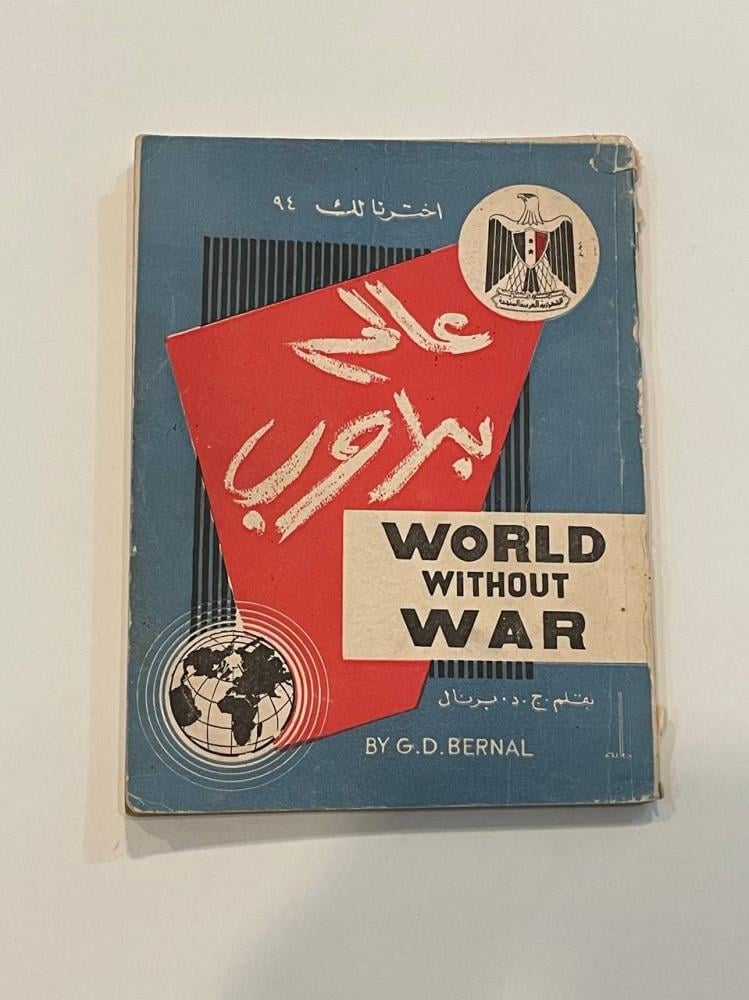 اخترنا لك ٩٤
عالم
بلا حرب
WORLD
WITHOUT
WAR
بقلم ج . د . برنال
BY G.D. BERNAL